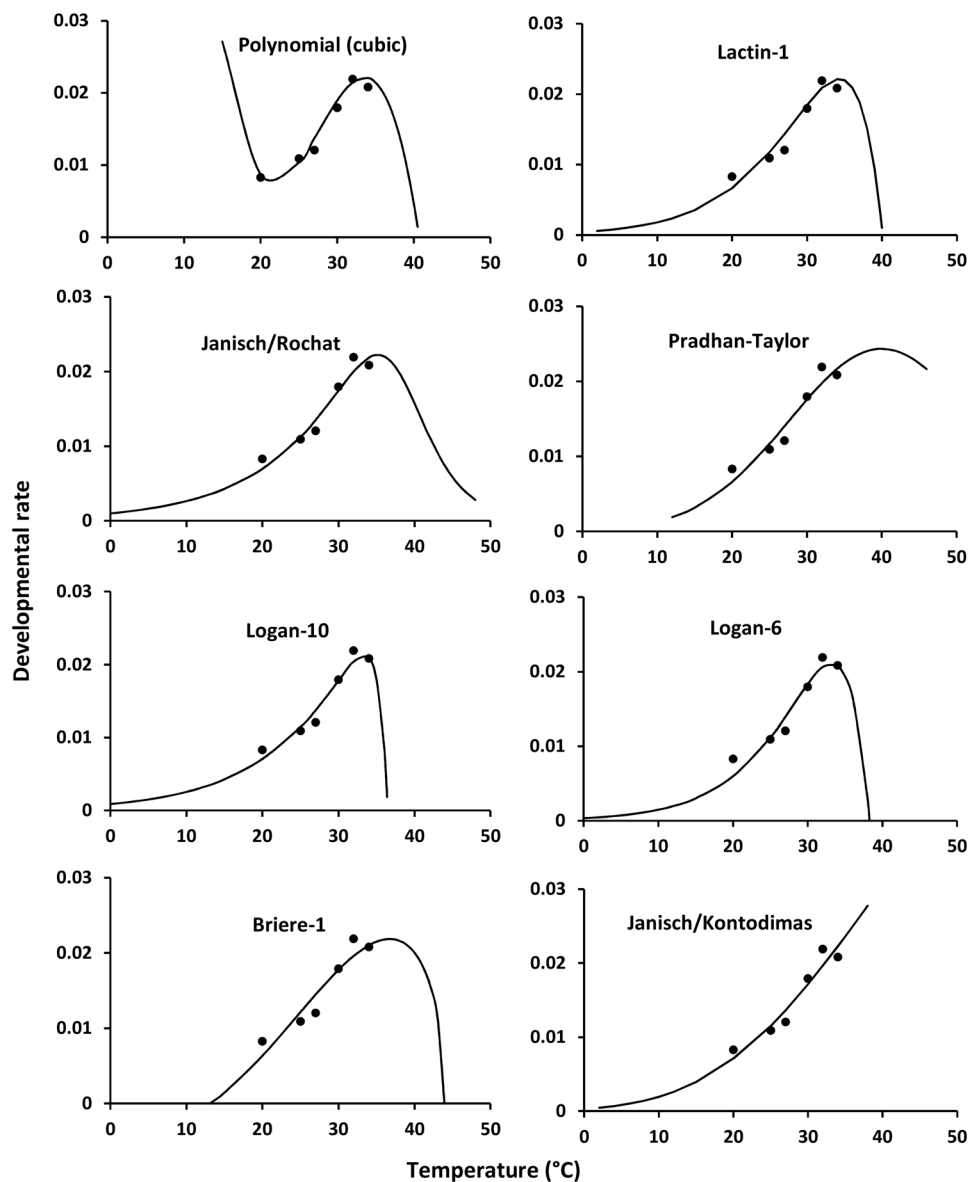 Polynomial (cubic)
0.03
0.02
0.01
0
0 10 20 30 40 50
Lactin-1
0.03
0.02
0.01
0
0 10 20 30 40 50
Janisch/Rochat
0.03
0.02
0.01
0
0 10 20 30 40 50
Pradhan-Taylor
0.03
0.02
0.01
0
0 10 20 30 40 50
Developmental rate
Logan-10
0.03
0.02
0.01
0
0 10 20 30 40 50
Logan-6
0.03
0.02
0.01
0
0 10 20 30 40 50
Briere-1
0.03
0.02
0.01
0
0 10 20 30 40 50
Janisch/Kontodimas
0.03
0.02
0.01
0
0 10 20 30 40 50
Temperature (°C)